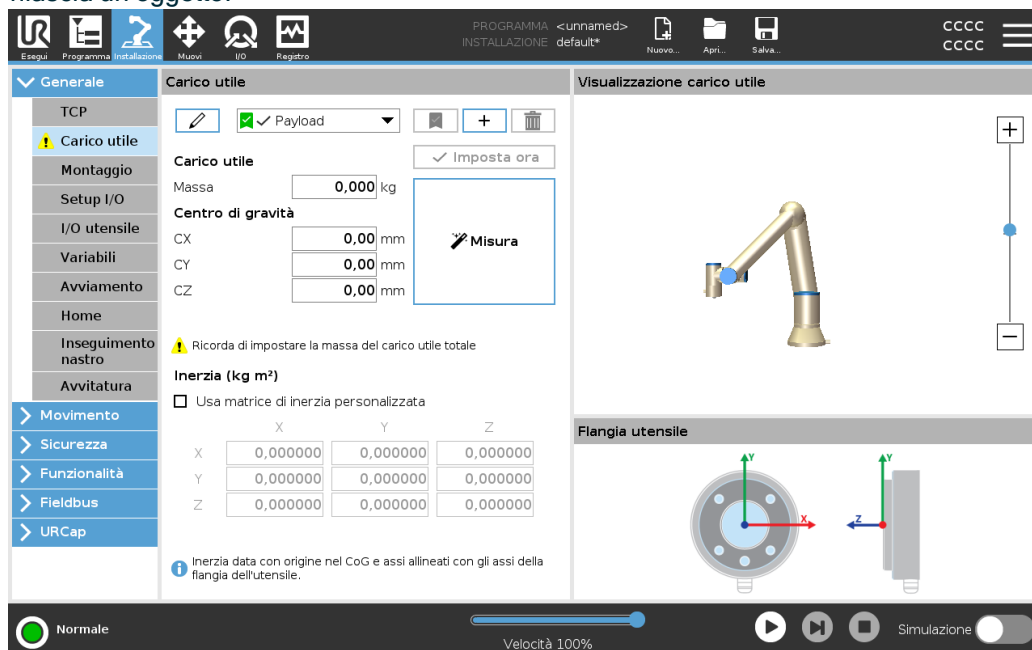 PROGRAMMA <unnamed>
INSTALLAZIONE default*
cccc
cccc
Esegui Programma Installazione Muovi I/O Registro
Nuovo... Apri... Salva...
Generale
TCP
Carico utile
Montaggio
Setup I/O
I/O utensile
Variabili
Avviamento
Home
Inseguimento
nastro
Avvitatura
Movimento
Sicurezza
Funzionalità
Fieldbus
URCap
Carico utile
Payload
Imposta ora
Carico utile
Massa 0,000 kg
Centro di gravità
CX 0,00 mm
CY 0,00 mm
CZ 0,00 mm
Misura
Ricorda di impostare la massa del carico utile totale
Inerzia (kg m²)
Usa matrice di inerzia personalizzata
X Y Z
X 0,000000 0,000000 0,000000
Y 0,000000 0,000000 0,000000
Z 0,000000 0,000000 0,000000
Inerzia data con origine nel CoG e assi allineati con gli assi della
flangia dell'utensile.
Visualizzazione carico utile
Flangia utensile
Y Y
X Z
Normale
Velocità 100%
Simulazione